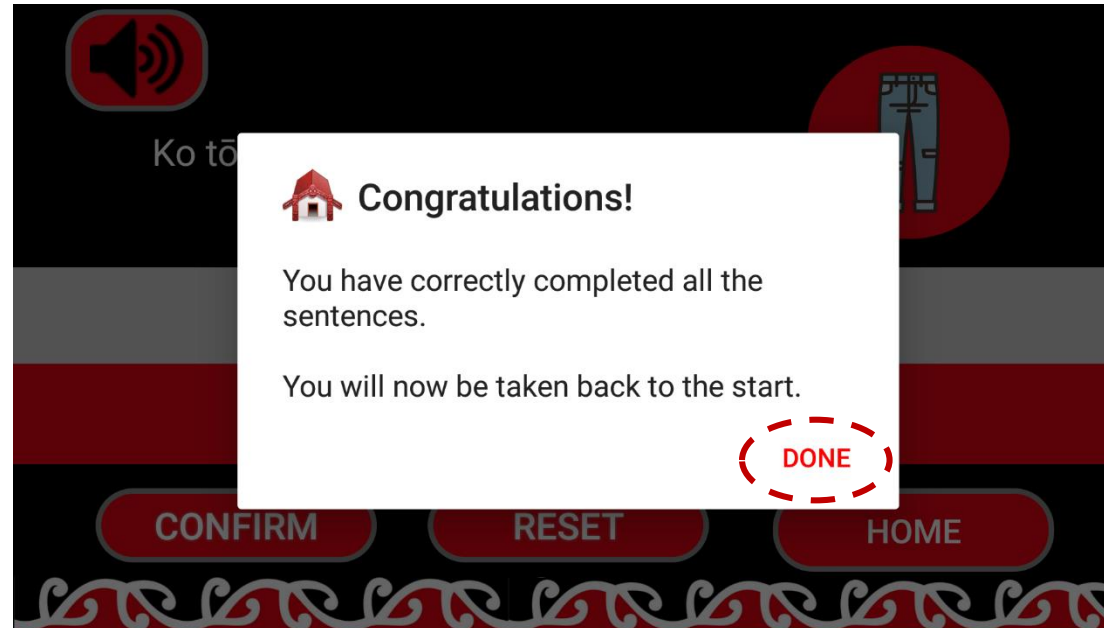 Ko tō
Congratulations!
You have correctly completed all the
sentences.
You will now be taken back to the start.
DONE
CONFIRM
RESET
HOME